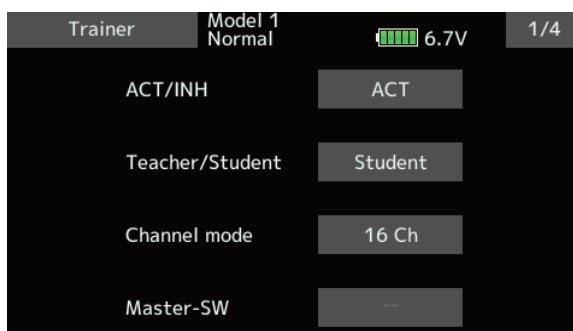 Trainer
Model 1
Normal
6.7V
1/4
ACT/INH ACT
Teacher/Student Student
Channel mode 16 Ch
Master-SW --